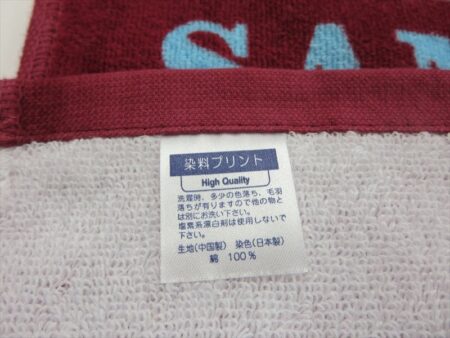 SAN
染料プリント
High Quality
洗濯時、多少の色落ち、毛羽
落ちが有りますので他の物と
は別にお洗い下さい。
塩素系漂白剤は使用しないで
下さい。
生地(中国製) 染色(日本製)
綿 100%